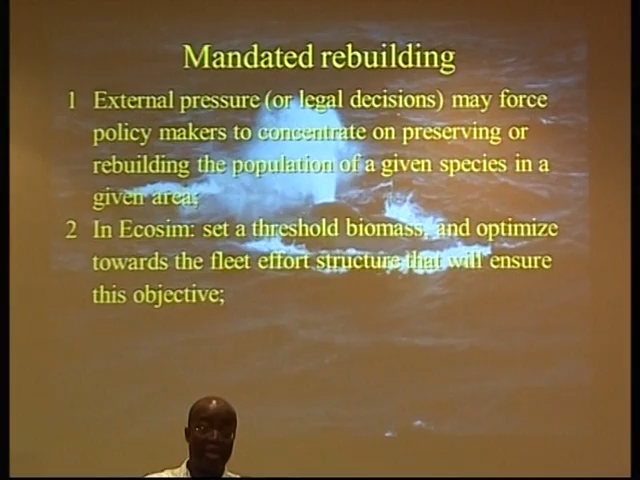 Mandated rebuilding
1 External pressure (or legal decisions) may force
policy makers to concentrate on preserving or
rebuilding the population of a given species in a
given area;
2 In Ecosim: set a threshold biomass, and optimize
towards the fleet effort structure that will ensure
this objective;